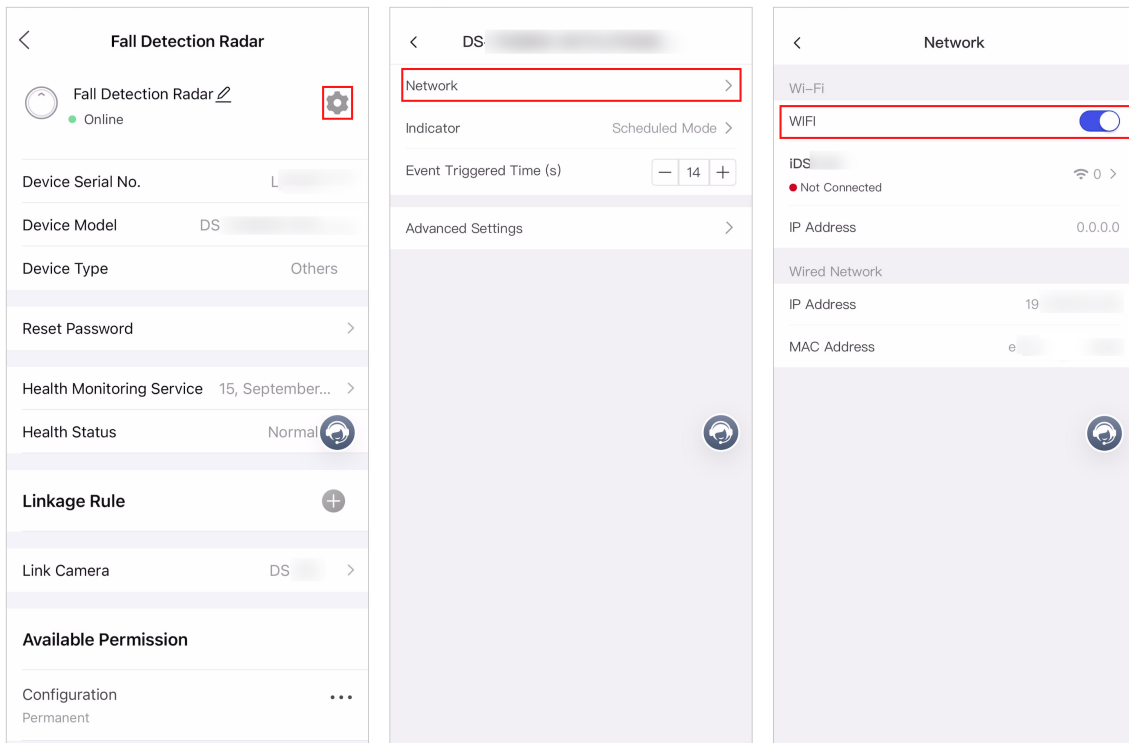 Fall Detection Radar
Fall Detection Radar
Online
Device Serial No. L
Device Model DS
Device Type Others
Reset Password
Health Monitoring Service 15, September...
Health Status Normal
Linkage Rule
Link Camera DS
Available Permission
Configuration
Permanent
DS-
Network
Indicator Scheduled Mode
Event Triggered Time (s) 14
Advanced Settings
Network
Wi-Fi
WIFI
iDS
0
Not Connected
IP Address 0.0.0.0
Wired Network
IP Address 19
MAC Address e